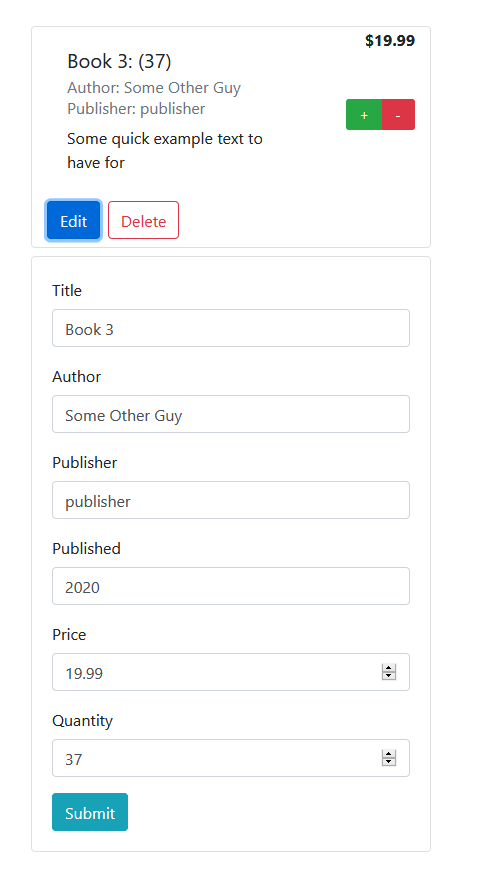 $19.99
Book 3: (37)
Author: Some Other Guy
Publisher: publisher
+ -
Some quick example text to
have for
Edit Delete
Title
Book 3
Author
Some Other Guy
Publisher
publisher
Published
2020
Price
19.99
Quantity
37
Submit